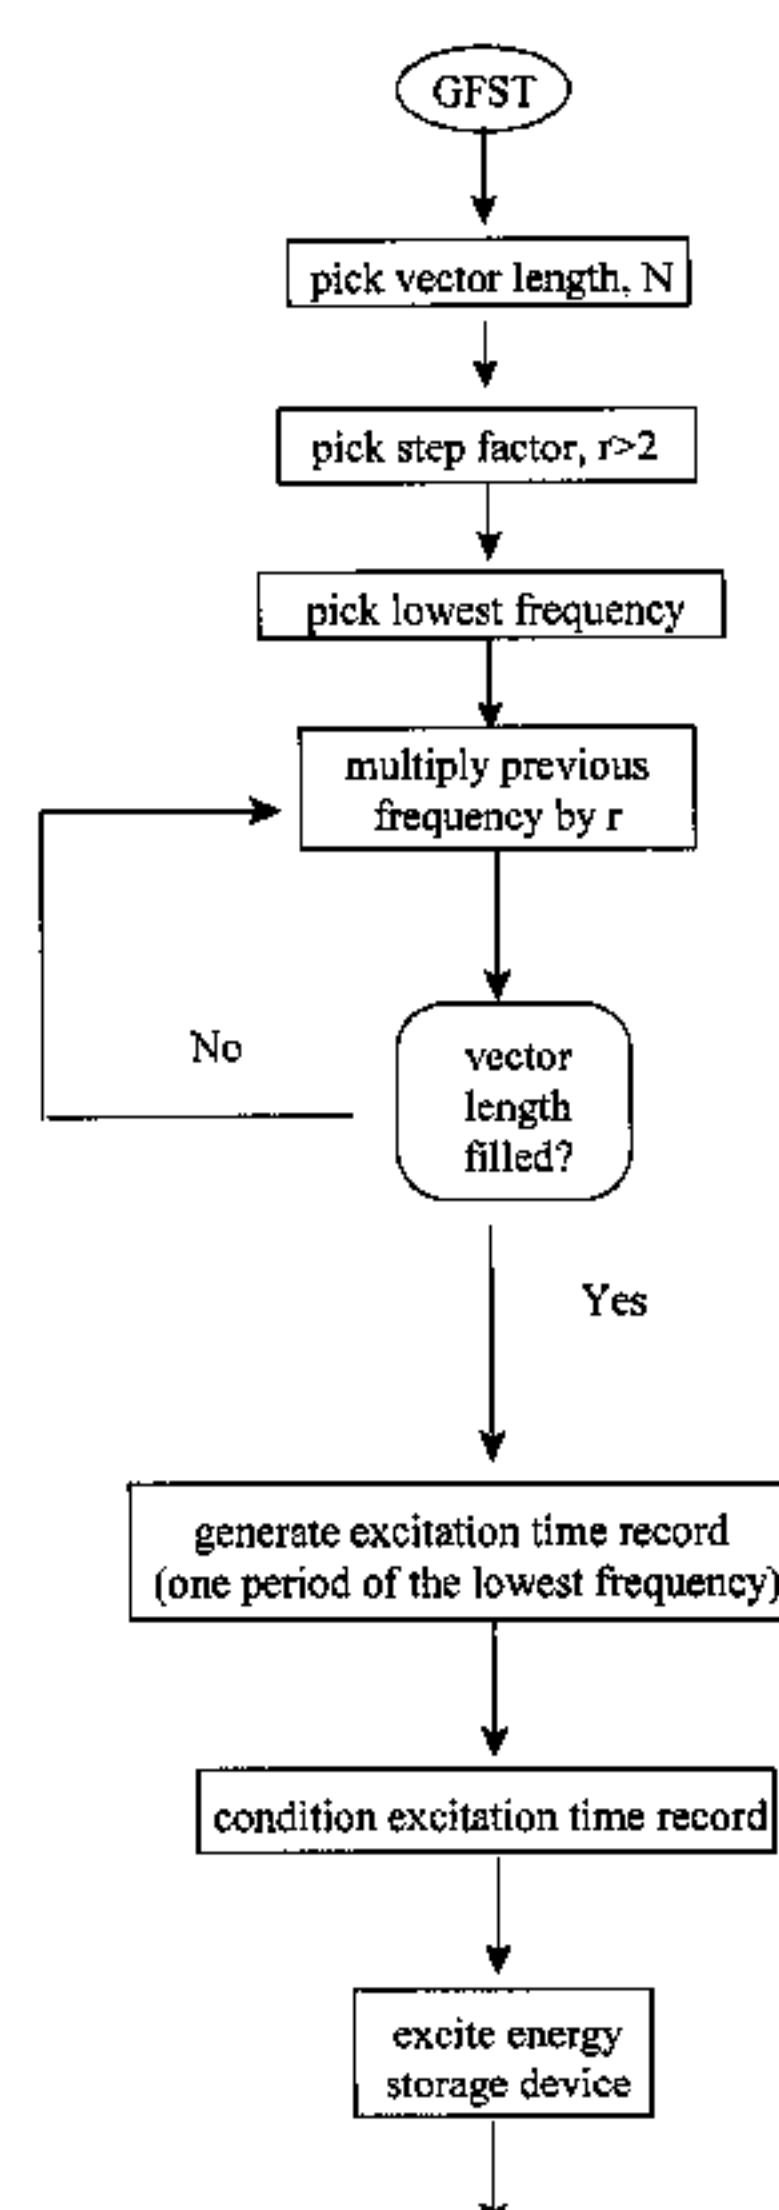 GFST
pick vector length, N
pick step factor, r>2
pick lowest frequency
multiply previous
frequency by r
No
vector
length
filled?
Yes
generate excitation time record
(one period of the lowest frequency)
condition excitation time record
excite energy
storage device